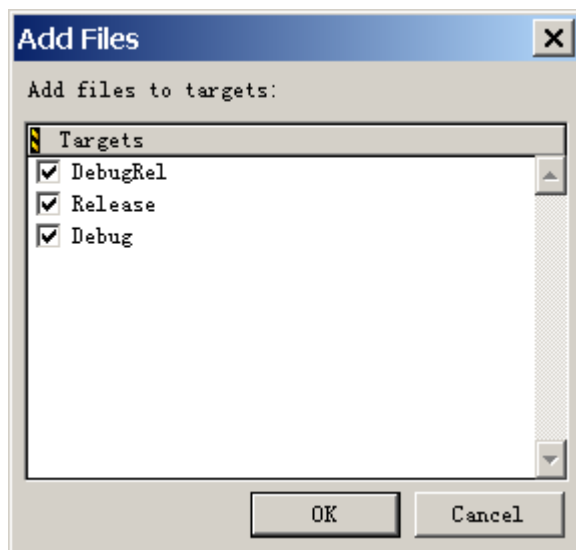 Add Files
Add files to targets:
Targets
DebugRel
Release
Debug
OK
Cancel